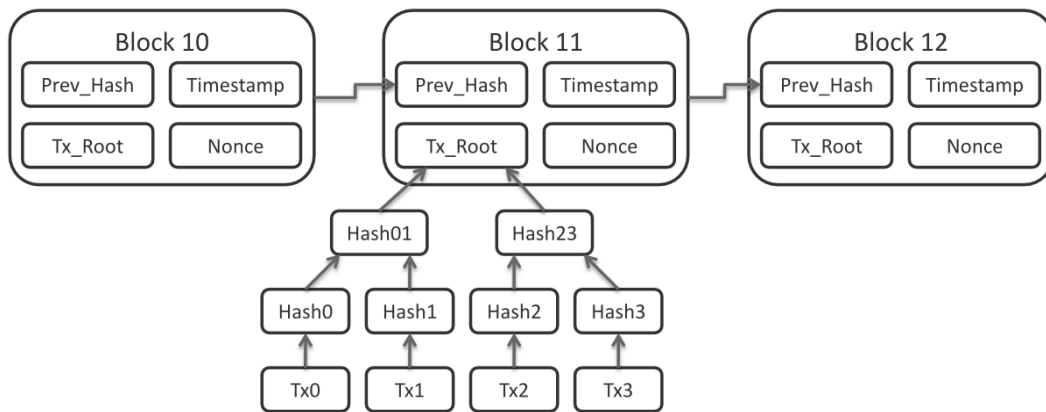 Block 10
Prev_Hash Timestamp
Tx_Root Nonce
Block 11
Prev_Hash Timestamp
Tx_Root Nonce
Block 12
Prev_Hash Timestamp
Tx_Root Nonce
Hash01 Hash23
Hash0 Hash1 Hash2 Hash3
Tx0 Tx1 Tx2 Tx3